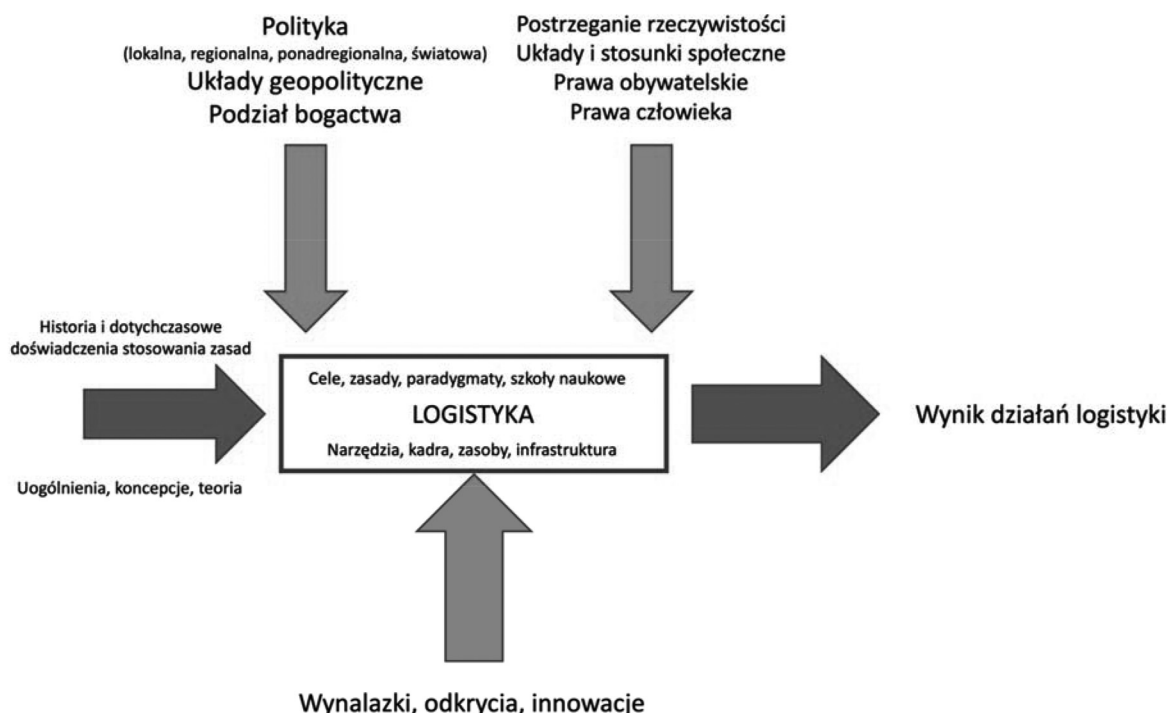 Polityka
(lokalna, regionalna, ponadregionalna, światowa)
Układy geopolityczne
Podział bogactwa
Postrzeganie rzeczywistości
Układy i stosunki społeczne
Prawa obywatelskie
Prawa człowieka
Historia i dotychczasowe
doświadczenia stosowania zasad
Uogólnienia, koncepcje, teoria
Cele, zasady, paradygmaty, szkoły naukowe
LOGISTYKA
Narzędzia, kadra, zasoby, infrastruktura
Wynik działań logistyki
Wynalazki, odkrycia, innowacje